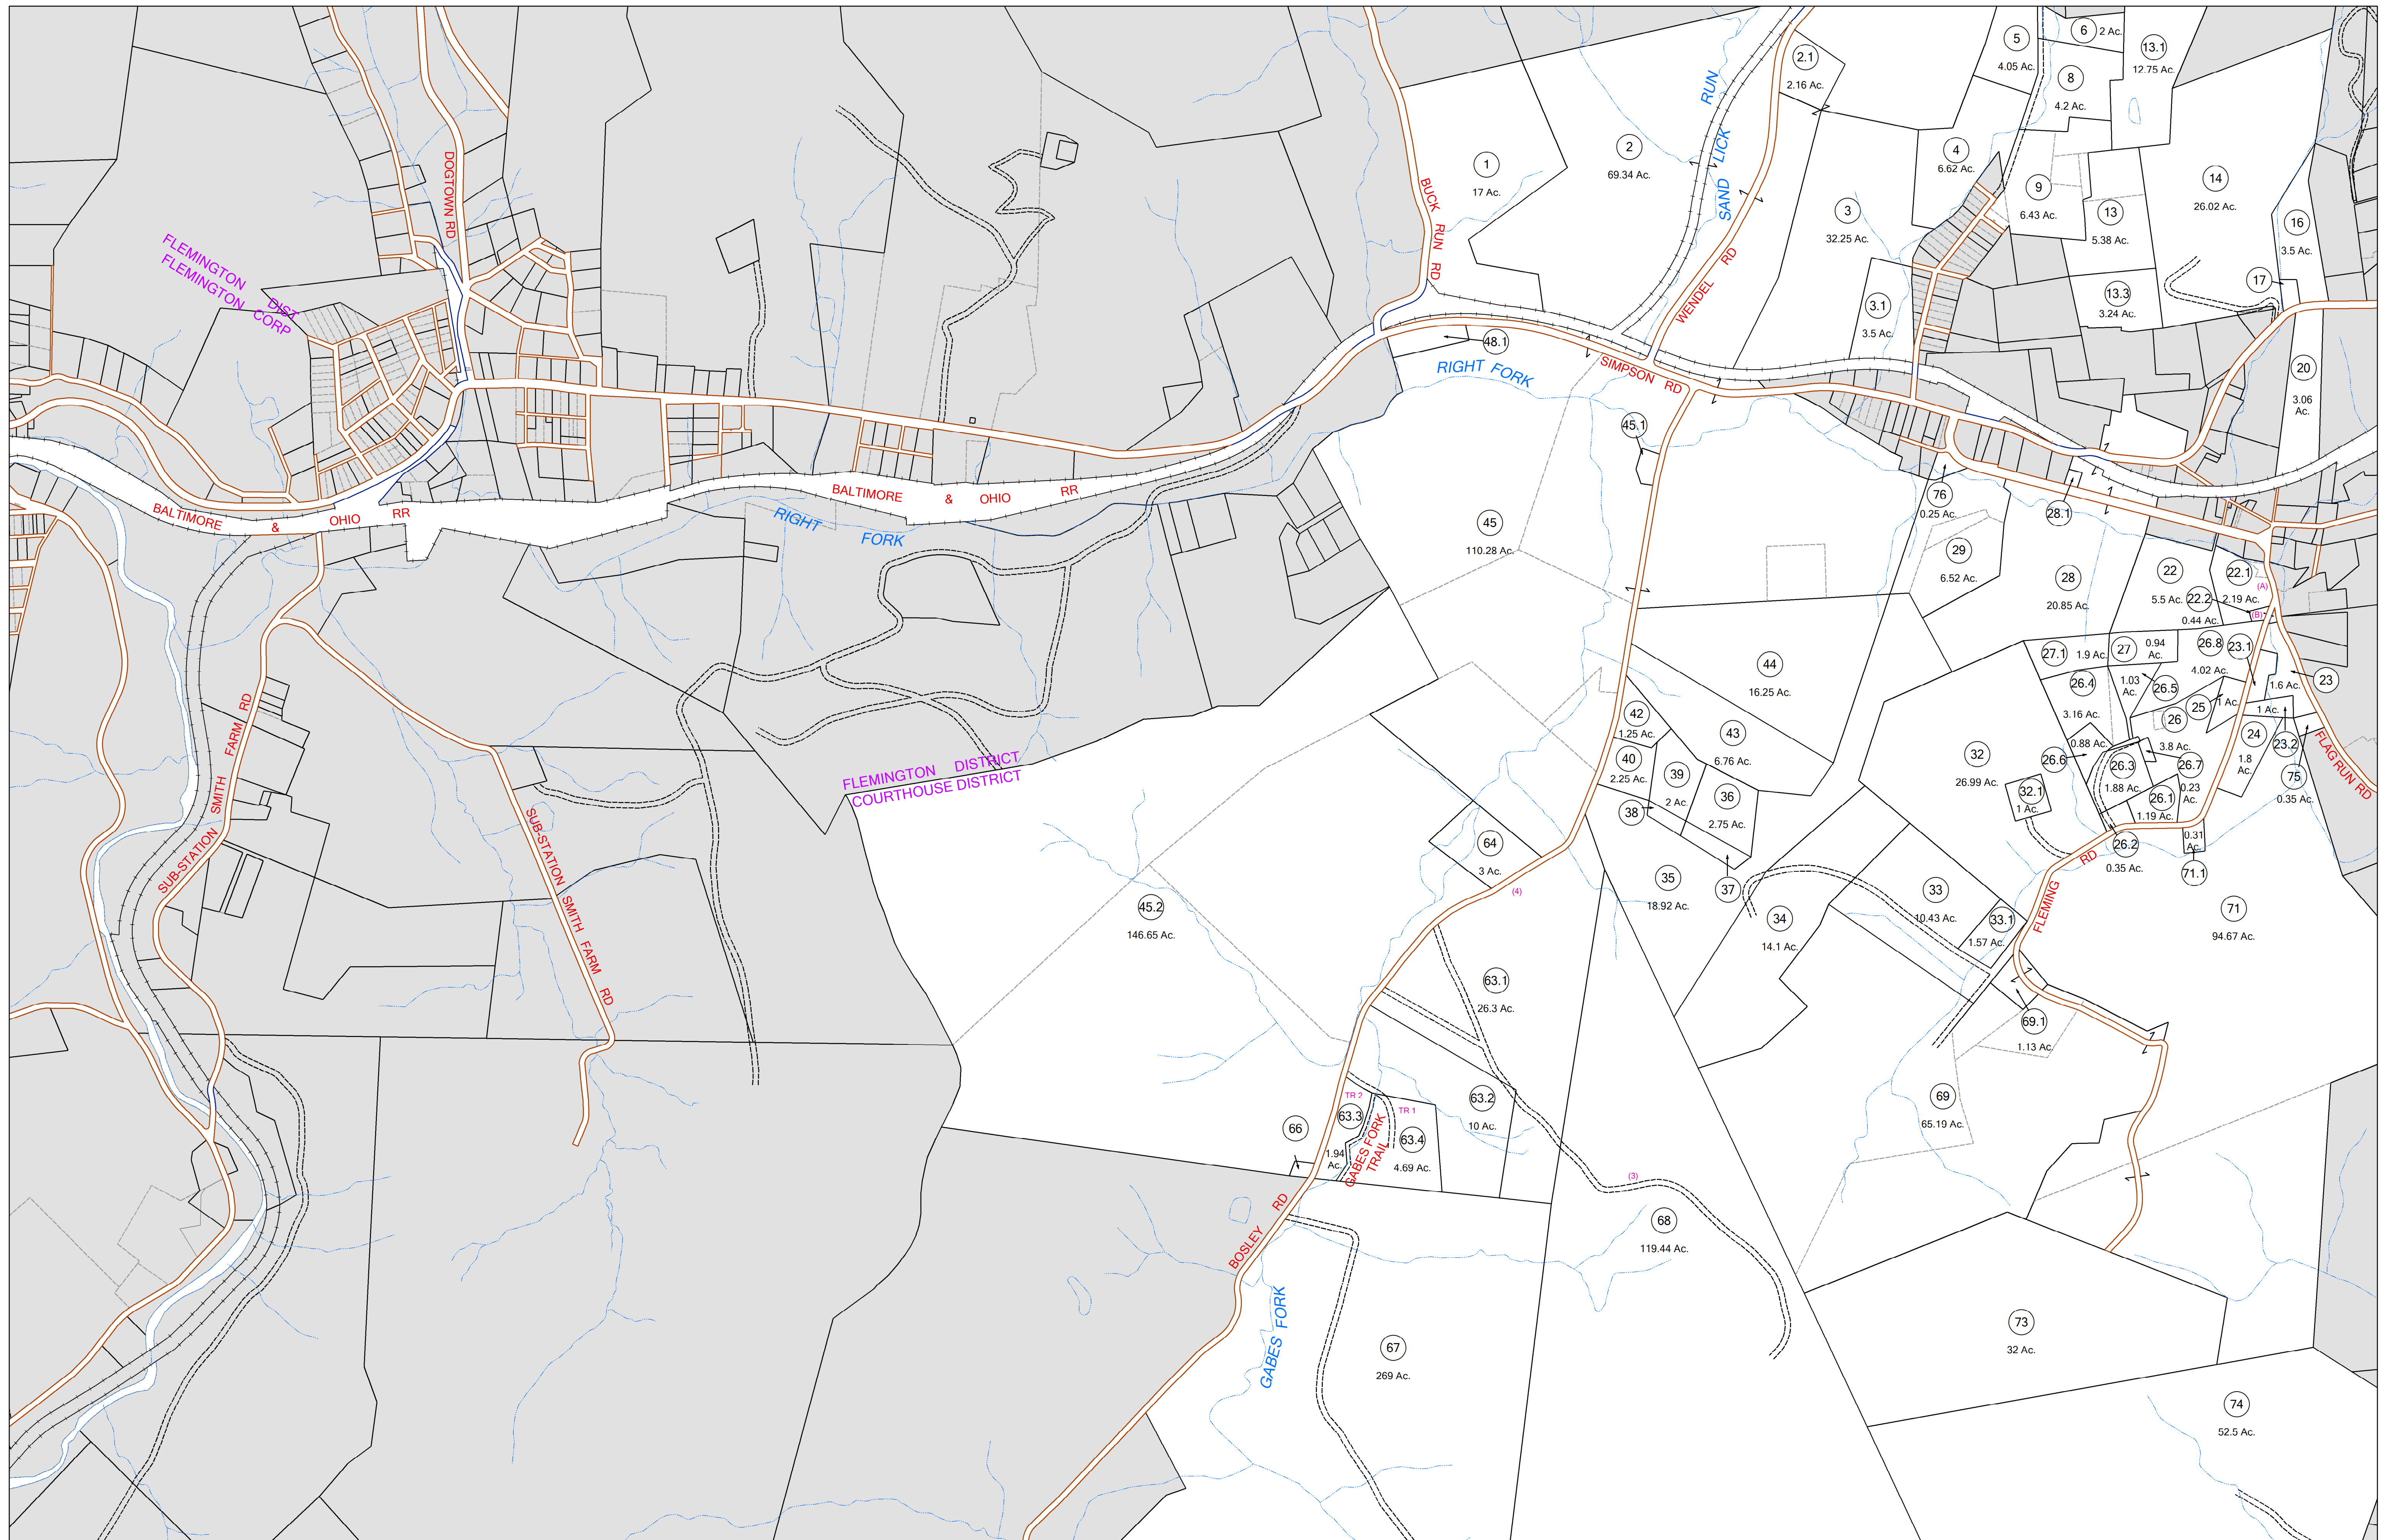 DOGTOWN RD
FLEMINGTON DIST
FLEMINGTON CORP
BUCK RUN RD
SAND LICK RUN
WENDEL RD
1
17 Ac.
2
69.34 Ac.
2.1
2.16 Ac.
3
32.25 Ac.
3.1
3.5 Ac.
4
6.62 Ac.
5
4.05 Ac.
6
2 Ac.
8
4.2 Ac.
9
6.43 Ac.
13
5.38 Ac.
13.1
12.75 Ac.
13.3
3.24 Ac.
14
26.02 Ac.
16
3.5 Ac.
17
20
3.06
Ac.
48.1
RIGHT FORK
SIMPSON RD
45.1
BALTIMORE & OHIO RR
BALTIMORE & OHIO RR
RIGHT FORK
45
110.28 Ac.
76
0.25 Ac.
28.1
29
6.52 Ac.
28
20.85 Ac.
22
5.5 Ac.
22.1
2.19 Ac.
(A)
22.2
0.44 Ac.
(B)
27.1
1.9 Ac.
27
0.94
Ac.
26.8
4.02 Ac.
23.1
23
1.6 Ac.
26.4
3.16 Ac.
1.03
Ac.
26.5
25
1 Ac.
1 Ac.
26
3.8 Ac.
24
1.8
Ac.
23.2
75
0.35 Ac.
FLAG RUN RD
0.88 Ac.
26.6
26.3
1.88 Ac.
26.7
0.23
Ac.
26.1
1.19 Ac.
26.2
0.35 Ac.
0.31
Ac.
71.1
32
26.99 Ac.
32.1
1 Ac.
FLEMING RD
44
16.25 Ac.
42
1.25 Ac.
43
6.76 Ac.
40
2.25 Ac.
39
2 Ac.
36
2.75 Ac.
38
37
35
18.92 Ac.
34
14.1 Ac.
33
10.43 Ac.
33.1
1.57 Ac.
71
94.67 Ac.
SUB-STATION SMITH FARM RD
SUB-STATION SMITH FARM RD
FLEMINGTON DISTRICT
COURTHOUSE DISTRICT
45.2
146.65 Ac.
64
3 Ac.
(4)
63.1
26.3 Ac.
63.2
10 Ac.
TR 2
63.3
1.94
Ac.
TR 1
63.4
4.69 Ac.
GABES FORK
TRAIL
66
69.1
1.13 Ac.
69
65.19 Ac.
(3)
68
119.44 Ac.
BOSLEY RD
GABES FORK
67
269 Ac.
73
32 Ac.
74
52.5 Ac.